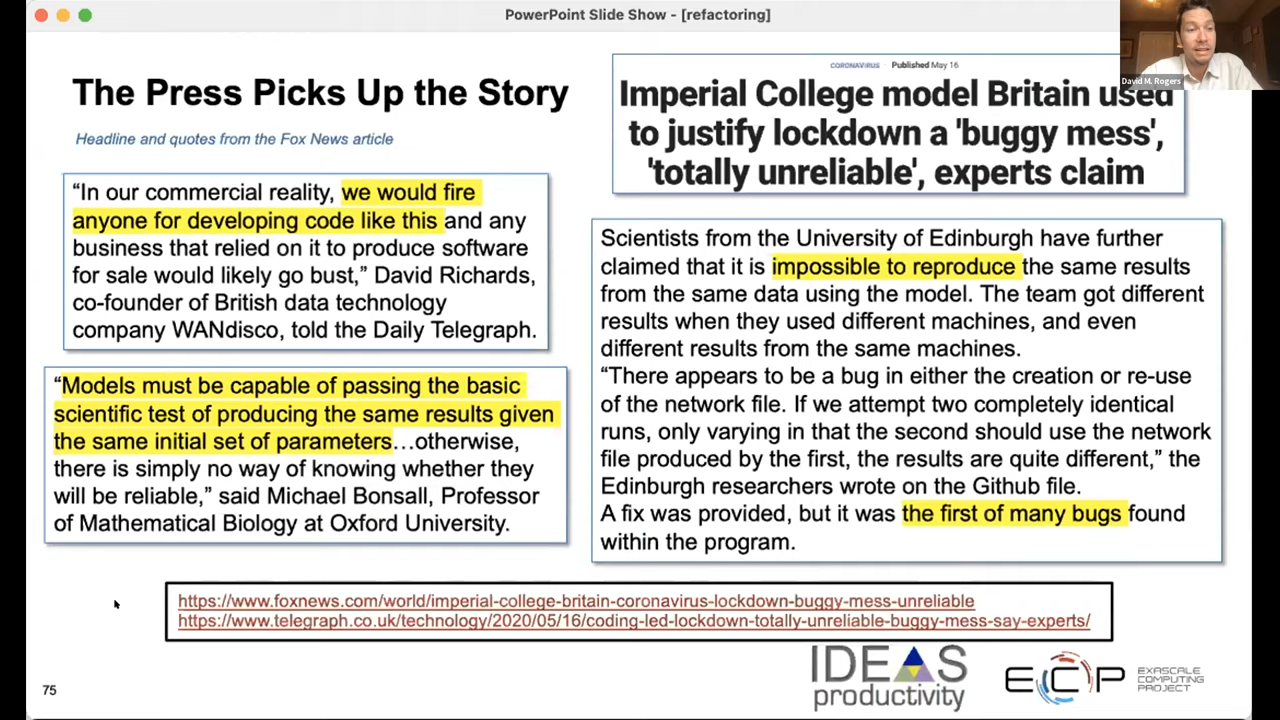 PowerPoint Slide Show - [refactoring]
David M. Rogers
The Press Picks Up the Story
Headline and quotes from the Fox News article
CORONAVIRUS · Published May 16
Imperial College model Britain used
to justify lockdown a 'buggy mess',
'totally unreliable', experts claim
“In our commercial reality, we would fire
anyone for developing code like this and any
business that relied on it to produce software
for sale would likely go bust,” David Richards,
co-founder of British data technology
company WANdisco, told the Daily Telegraph.
“Models must be capable of passing the basic
scientific test of producing the same results given
the same initial set of parameters…otherwise,
there is simply no way of knowing whether they
will be reliable,” said Michael Bonsall, Professor
of Mathematical Biology at Oxford University.
Scientists from the University of Edinburgh have further
claimed that it is impossible to reproduce the same results
from the same data using the model. The team got different
results when they used different machines, and even
different results from the same machines.
“There appears to be a bug in either the creation or re-use
of the network file. If we attempt two completely identical
runs, only varying in that the second should use the network
file produced by the first, the results are quite different,” the
Edinburgh researchers wrote on the Github file.
A fix was provided, but it was the first of many bugs found
within the program.
https://www.foxnews.com/world/imperial-college-britain-coronavirus-lockdown-buggy-mess-unreliable
https://www.telegraph.co.uk/technology/2020/05/16/coding-led-lockdown-totally-unreliable-buggy-mess-say-experts/
75
IDEAS
productivity
ECP
EXASCALE
COMPUTING
PROJECT